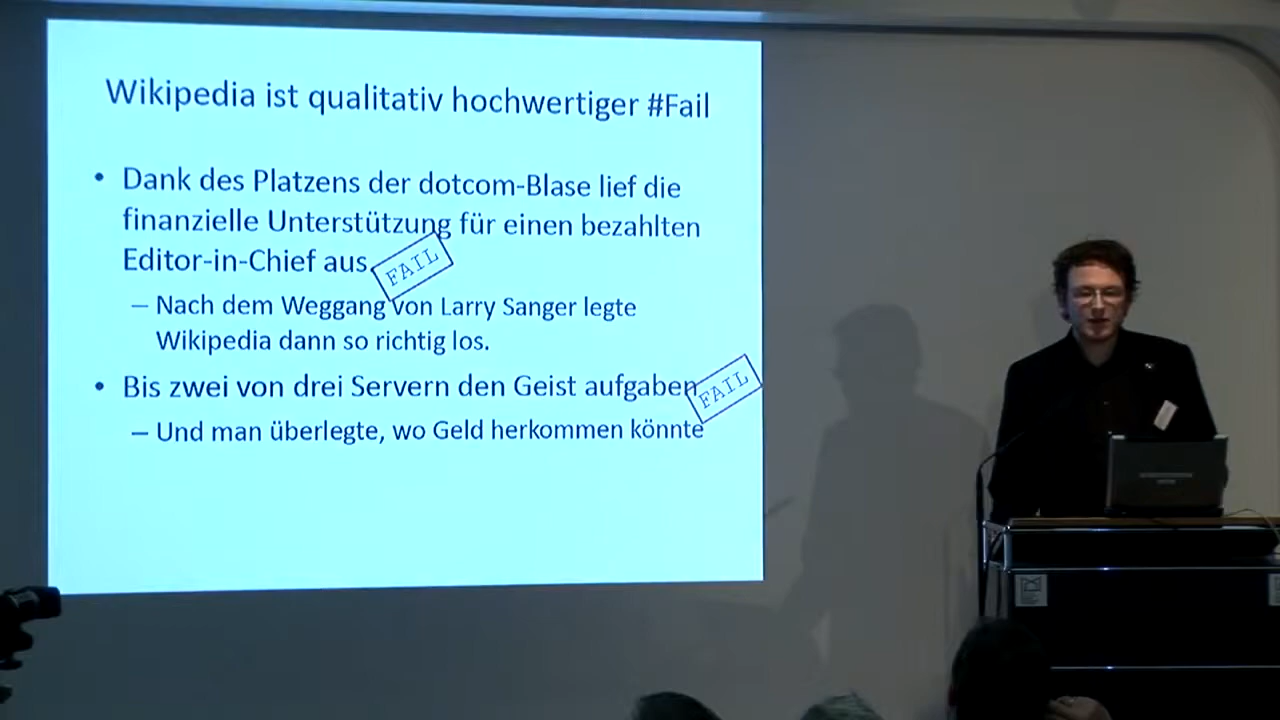 Wikipedia ist qualitativ hochwertiger #Fail
• Dank des Platzens der dotcom-Blase lief die
finanzielle Unterstützung für einen bezahlten
Editor-in-Chief aus
FAIL
– Nach dem Weggang von Larry Sanger legte
Wikipedia dann so richtig los.
• Bis zwei von drei Servern den Geist aufgaben
FAIL
– Und man überlegte, wo Geld herkommen könnte